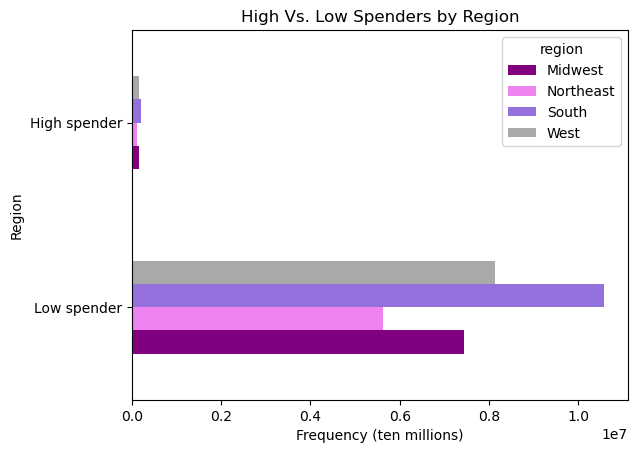 High Vs. Low Spenders by Region
region
Midwest
Northeast
South
West
High spender
Low spender
Region
0.0 0.2 0.4 0.6 0.8 1.0
1e7
Frequency (ten millions)